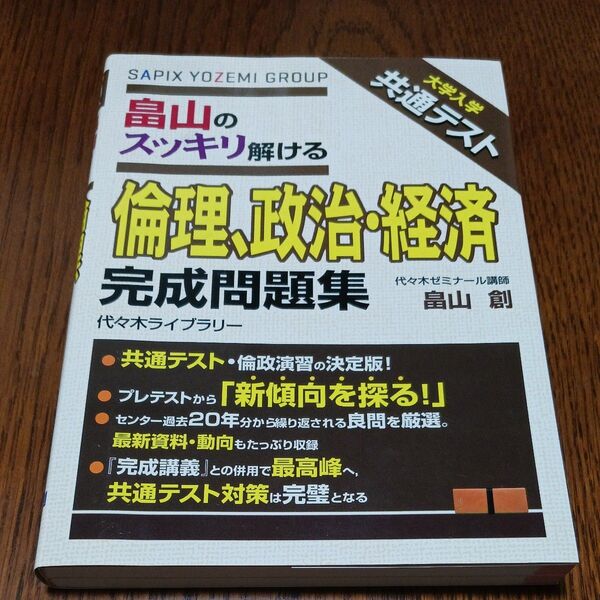 SAPIX YOZEMI GROUP
大学入学
共通テスト
畠山の
スッキリ解ける
倫理、政治・経済
完成問題集
代々木ゼミナール講師
畠山 創
代々木ライブラリー
●共通テスト・倫政演習の決定版!
●プレテストから「新傾向を探る!」
●センター過去20年分から繰り返される良問を厳選。
最新資料・動向もたっぷり収録
●『完成講義』との併用で最高峰へ、
共通テスト対策は完璧となる